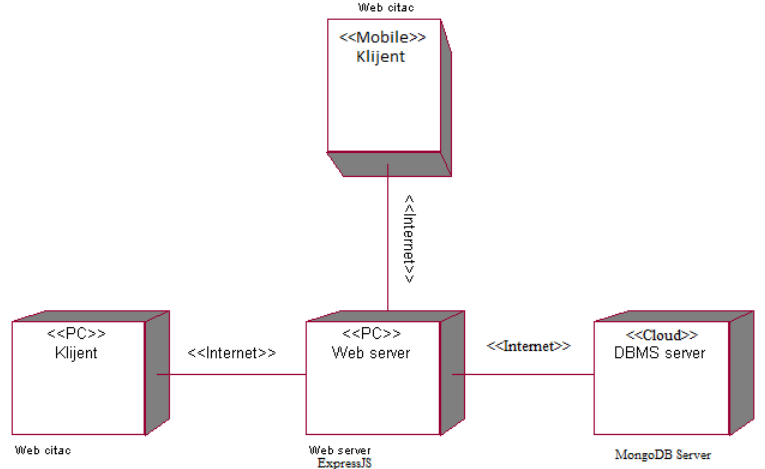 Web citac
<<Mobile>>
Klijent
<<Internet>>
<<PC>>
Klijent
<<Internet>>
<<PC>>
Web server
<<Internet>>
<<Cloud>>
DBMS server
Web citac
Web server
ExpressJS
MongoDB Server